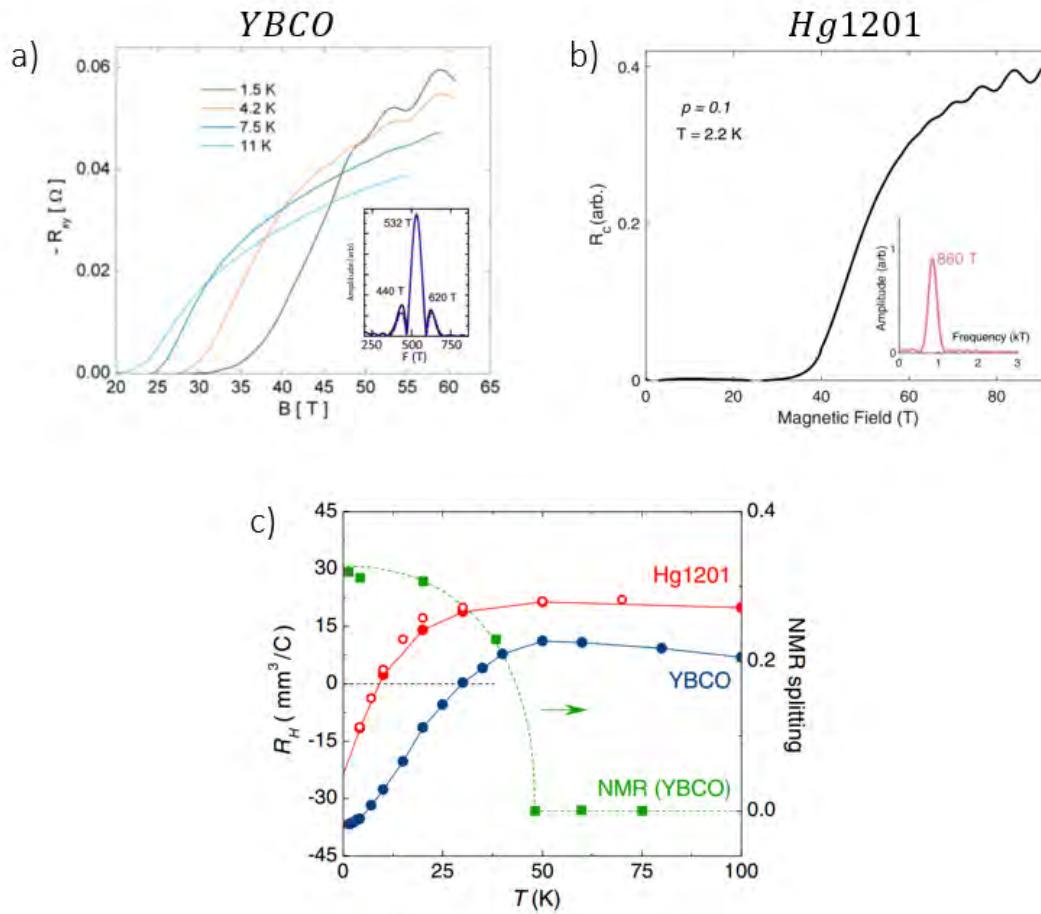 YBCO
Hg1201
a)
0.06
0.04
0.02
0.00
- Rxy [ Ω ]
1.5 K
4.2 K
7.5 K
11 K
20 25 30 35 40 45 50 55 60 65
B [ T ]
532 T
440 T
620 T
Amplitude (arb)
250 500 750
F (T)
b)
0.4
0.2
0
Rc (arb.)
p = 0.1
T = 2.2 K
0 20 40 60 80
Magnetic Field (T)
1
860 T
Amplitude (arb)
Frequency (kT)
0 1 2 3
c)
45
30
15
0
-15
-30
-45
RH ( mm³/C )
Hg1201
YBCO
NMR (YBCO)
0.4
0.2
0.0
NMR splitting
0 25 50 75 100
T (K)